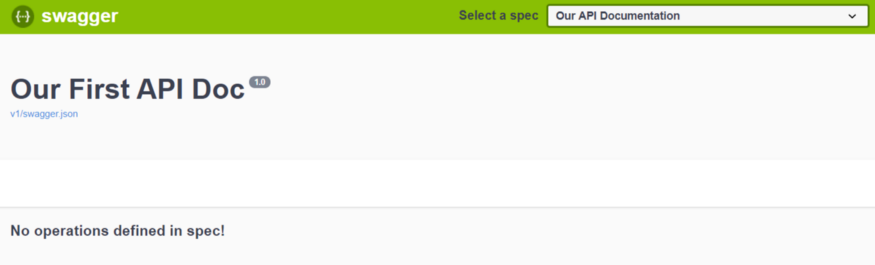 swagger
Select a spec
Our API Documentation
Our First API Doc 1.0
v1/swagger.json
No operations defined in spec!